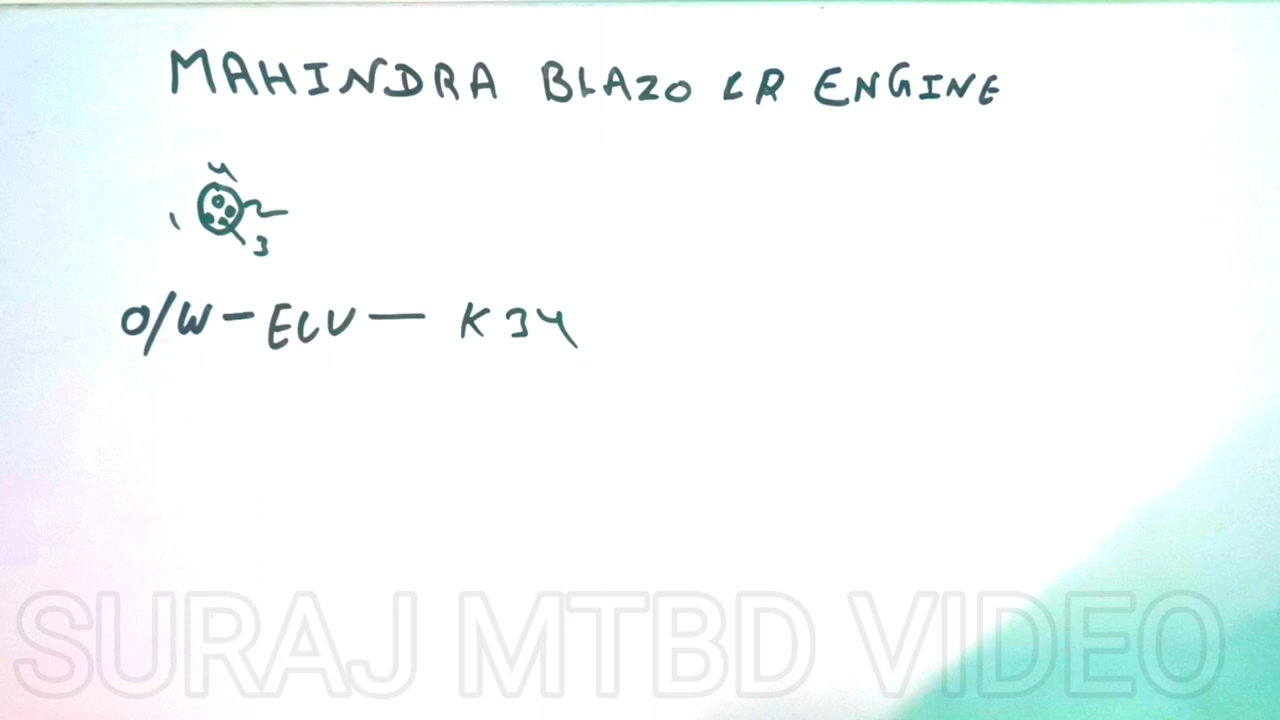 MAHINDRA BLAZO CR ENGINE
4
1 2
3
O/W - ECU - K34
SURAJ MTBD VIDEO